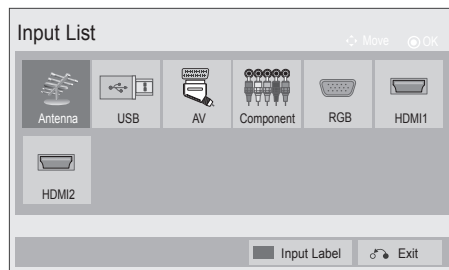 Input List
Move OK
Antenna USB AV Component RGB HDMI1
HDMI2
Input Label Exit